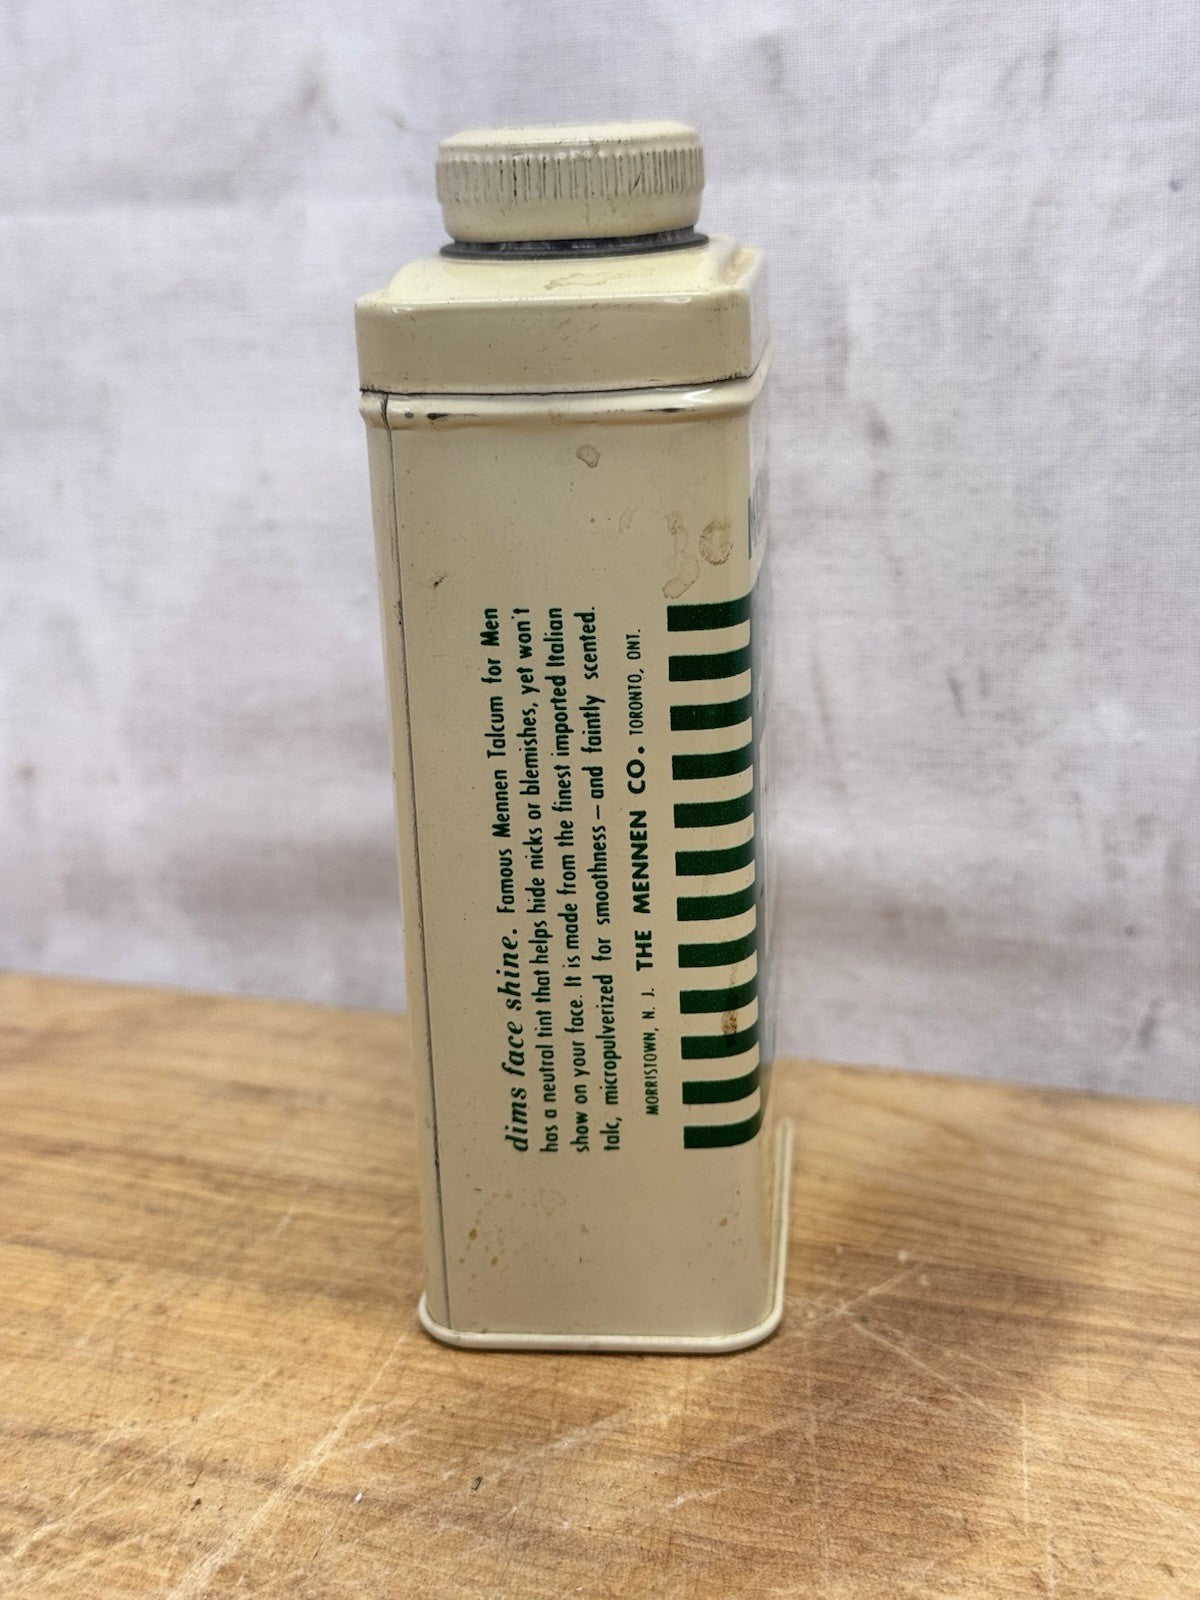 dims face shine. Famous Mennen Talcum for Men
has a neutral tint that helps hide nicks or blemishes, yet won't
show on your face. It is made from the finest imported Italian
talc, micropulverized for smoothness — and faintly scented.
MORRISTOWN, N. J. THE MENNEN CO. TORONTO, ONT.